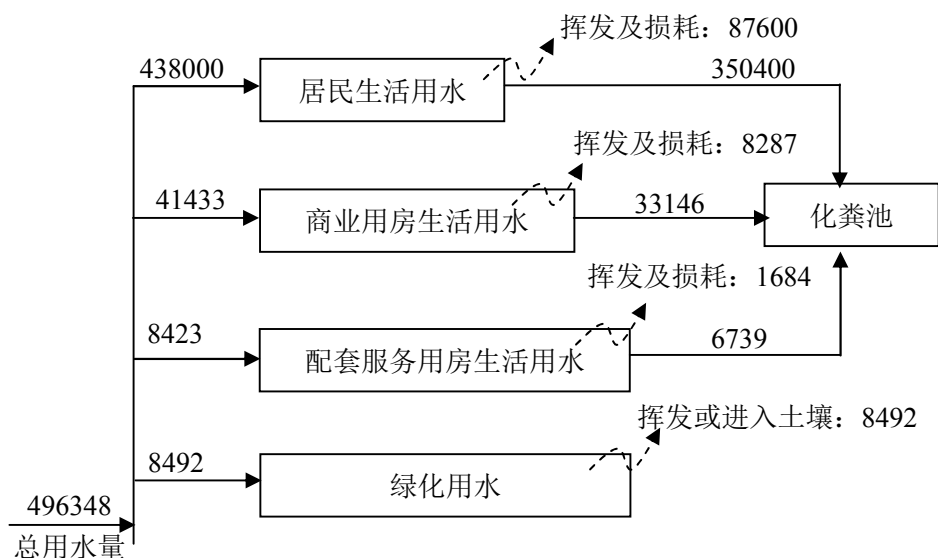 挥发及损耗：87600
438000
350400
居民生活用水
挥发及损耗：8287
41433
33146
商业用房生活用水
化粪池
挥发及损耗：1684
8423
6739
配套服务用房生活用水
挥发或进入土壤：8492
8492
绿化用水
496348
总用水量